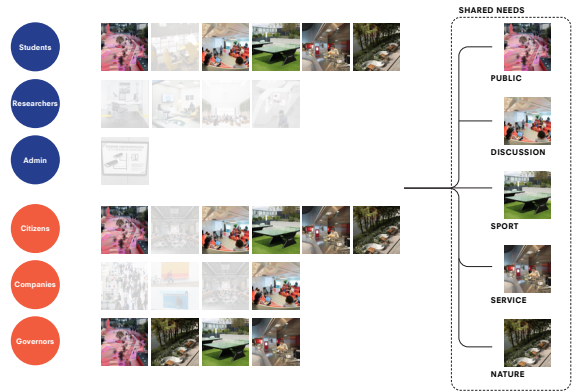 SHARED NEEDS
Students
PUBLIC
Researchers
DISCUSSION
Admin
SPORT
Citizens
SERVICE
Companies
Governors
NATURE